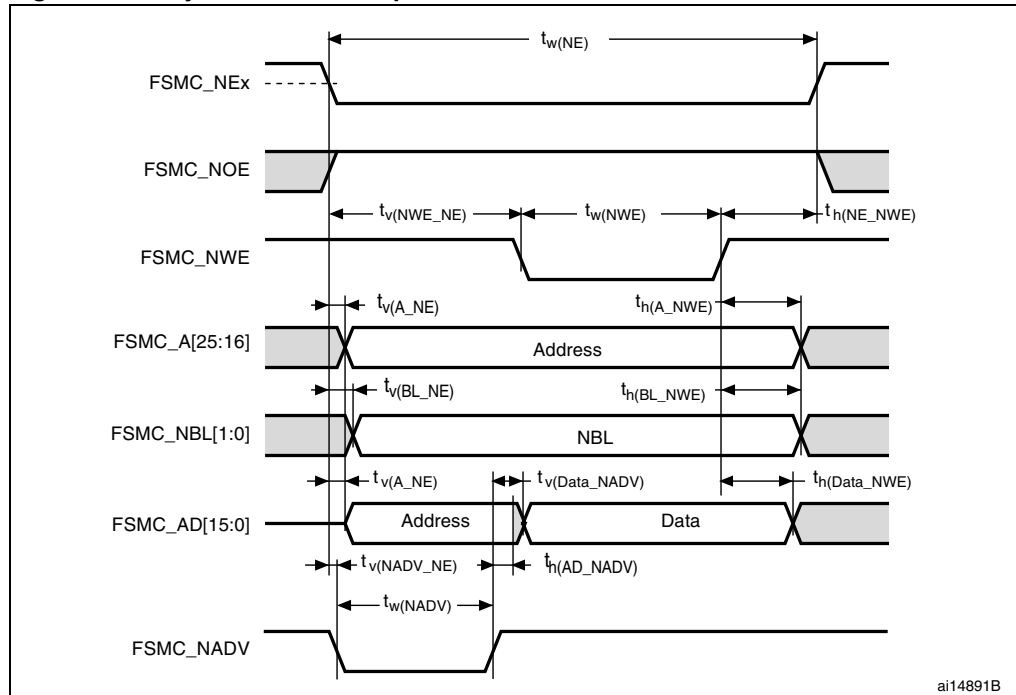 tw(NE)
FSMC_NEx
FSMC_NOE
tv(NWE_NE) tw(NWE) th(NE_NWE)
FSMC_NWE
tv(A_NE) th(A_NWE)
FSMC_A[25:16] Address
tv(BL_NE) th(BL_NWE)
FSMC_NBL[1:0] NBL
tv(A_NE) tv(Data_NADV) th(Data_NWE)
FSMC_AD[15:0] Address Data
tv(NADV_NE) th(AD_NADV)
tw(NADV)
FSMC_NADV
ai14891B